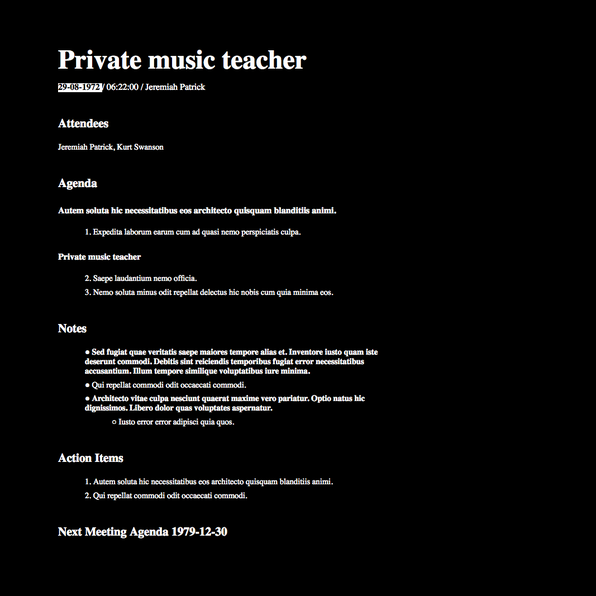 Private music teacher
29-08-1972 / 06:22:00 / Jeremiah Patrick
Attendees
Jeremiah Patrick, Kurt Swanson
Agenda
Autem soluta hic necessitatibus eos architecto quisquam blanditiis animi.
1. Expedita laborum earum cum ad quasi nemo perspiciatis culpa.
Private music teacher
2. Saepe laudantium nemo officia.
3. Nemo soluta minus odit repellat delectus hic nobis cum quia minima eos.
Notes
● Sed fugiat quae veritatis saepe maiores tempore alias et. Inventore iusto quam iste
deserunt commodi. Debitis sint reiciendis temporibus fugiat error necessitatibus
accusantium. Illum tempore similique voluptatibus iure minima.
● Qui repellat commodi odit occaecati commodi.
● Architecto vitae culpa nesciunt quaerat maxime vero pariatur. Optio natus hic
dignissimos. Libero dolor quas voluptates aspernatur.
○ Iusto error error adipisci quia quos.
Action Items
1. Autem soluta hic necessitatibus eos architecto quisquam blanditiis animi.
2. Qui repellat commodi odit occaecati commodi.
Next Meeting Agenda 1979-12-30